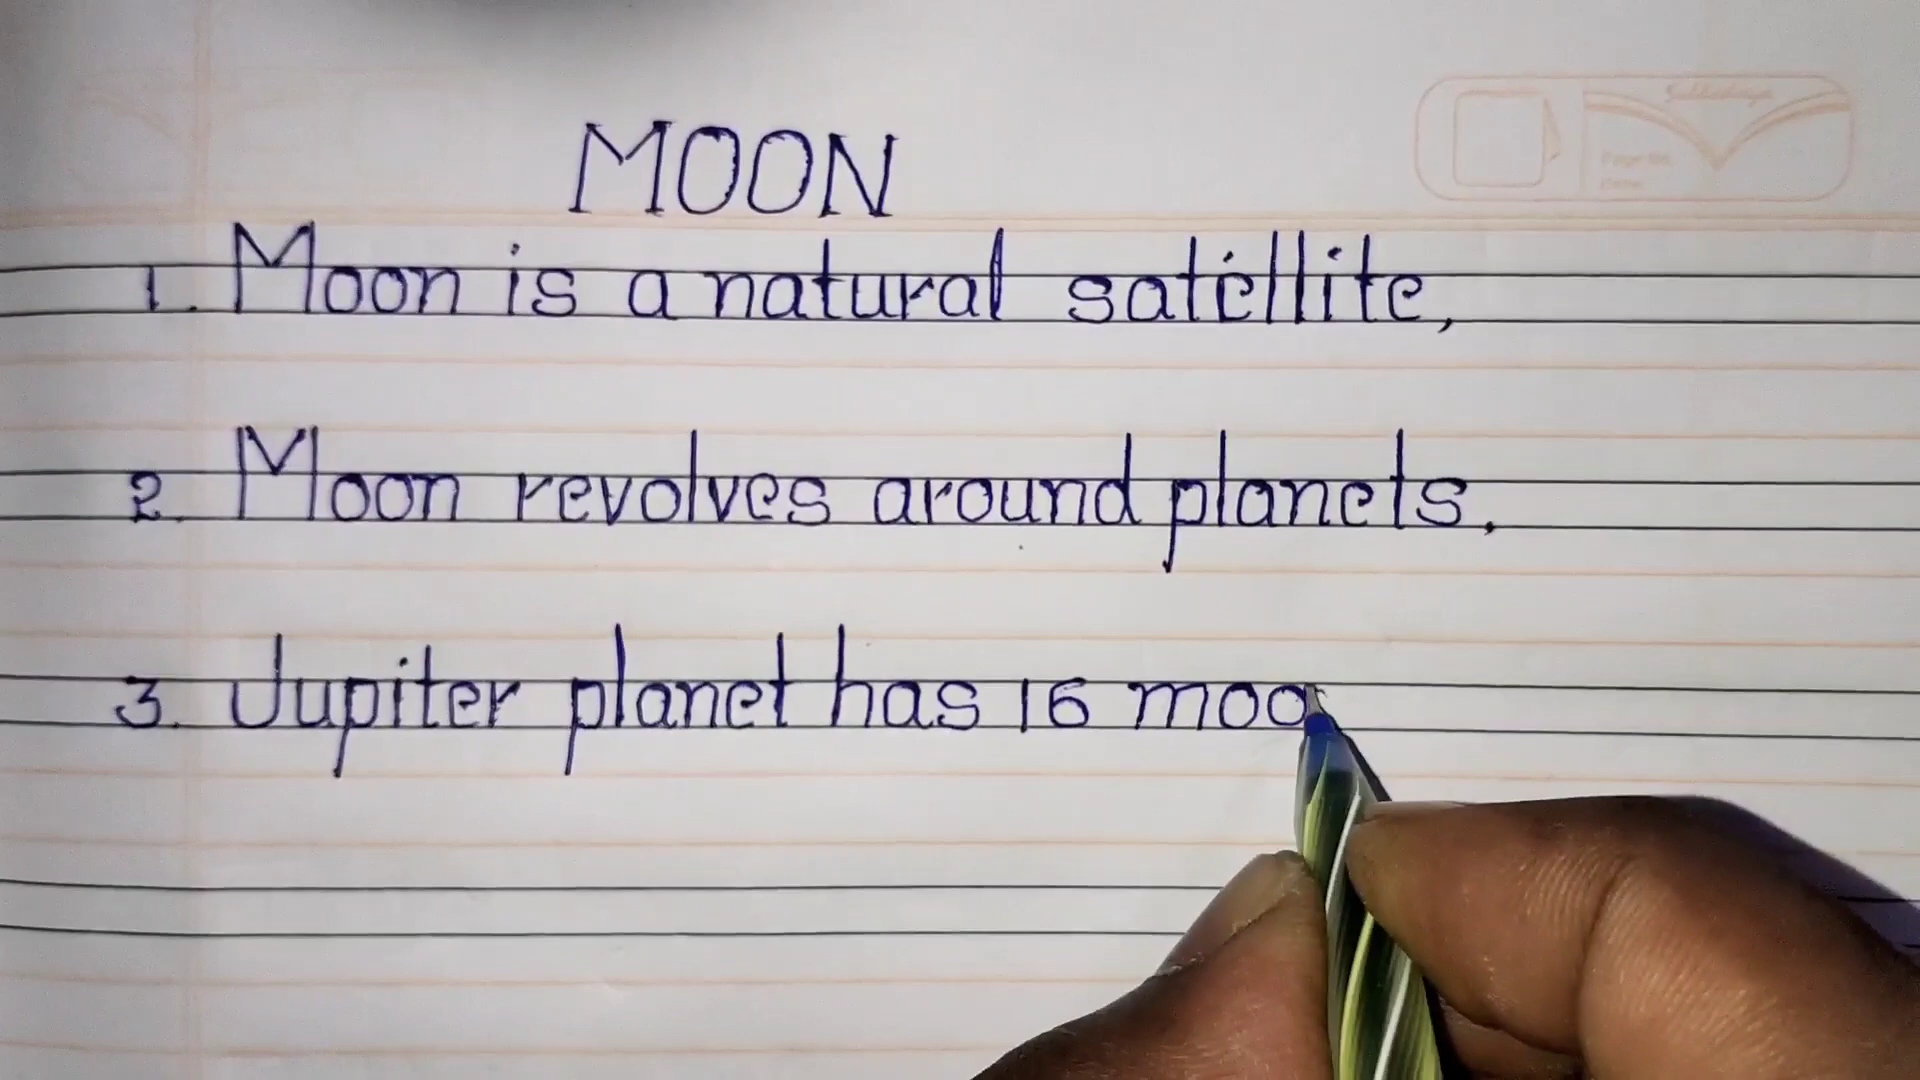 MOON
1. Moon is a natural satellite,
2. Moon revolves around planets.
3. Jupiter planet has 16 moo